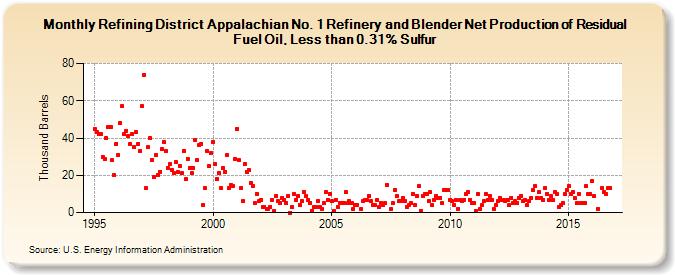 Monthly Refining District Appalachian No. 1 Refinery and Blender Net Production of Residual
Fuel Oil, Less than 0.31% Sulfur
Thousand Barrels
80
60
40
20
0
1995 2000 2005 2010 2015
Source: U.S. Energy Information Administration